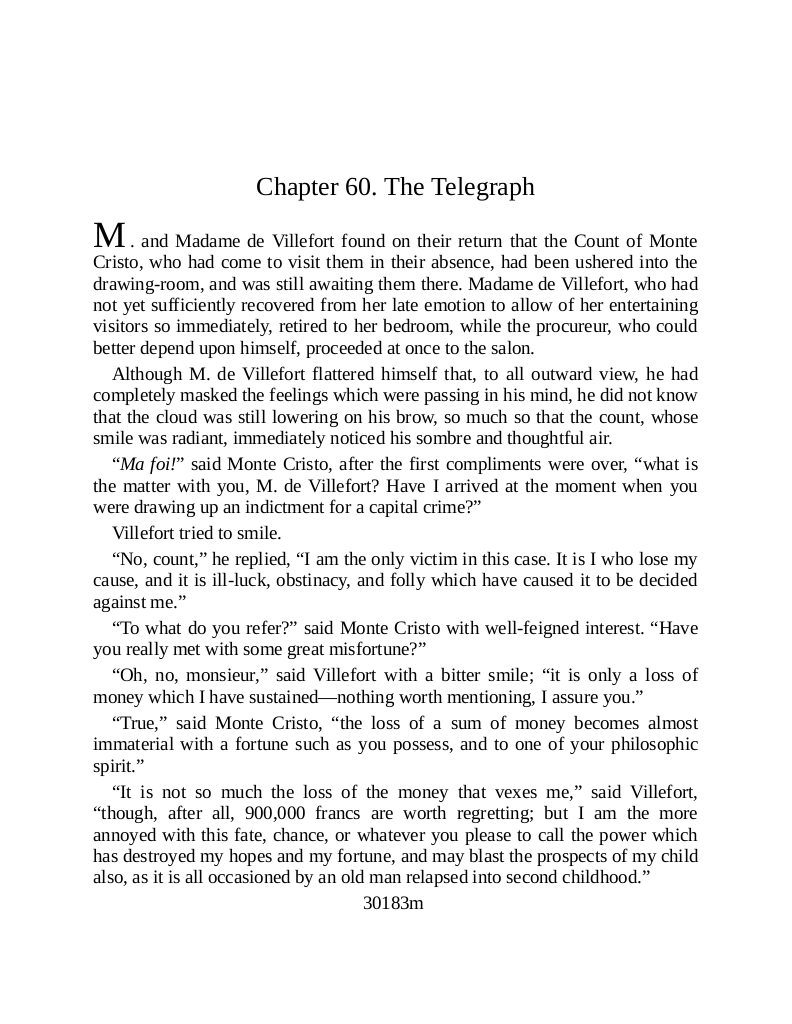 Chapter 60. The Telegraph
M . and Madame de Villefort found on their return that the Count of Monte
Cristo, who had come to visit them in their absence, had been ushered into the
drawing-room, and was still awaiting them there. Madame de Villefort, who had
not yet sufficiently recovered from her late emotion to allow of her entertaining
visitors so immediately, retired to her bedroom, while the procureur, who could
better depend upon himself, proceeded at once to the salon.
Although M. de Villefort flattered himself that, to all outward view, he had
completely masked the feelings which were passing in his mind, he did not know
that the cloud was still lowering on his brow, so much so that the count, whose
smile was radiant, immediately noticed his sombre and thoughtful air.
“Ma foi!” said Monte Cristo, after the first compliments were over, “what is
the matter with you, M. de Villefort? Have I arrived at the moment when you
were drawing up an indictment for a capital crime?”
Villefort tried to smile.
“No, count,” he replied, “I am the only victim in this case. It is I who lose my
cause, and it is ill-luck, obstinacy, and folly which have caused it to be decided
against me.”
“To what do you refer?” said Monte Cristo with well-feigned interest. “Have
you really met with some great misfortune?”
“Oh, no, monsieur,” said Villefort with a bitter smile; “it is only a loss of
money which I have sustained—nothing worth mentioning, I assure you.”
“True,” said Monte Cristo, “the loss of a sum of money becomes almost
immaterial with a fortune such as you possess, and to one of your philosophic
spirit.”
“It is not so much the loss of the money that vexes me,” said Villefort,
“though, after all, 900,000 francs are worth regretting; but I am the more
annoyed with this fate, chance, or whatever you please to call the power which
has destroyed my hopes and my fortune, and may blast the prospects of my child
also, as it is all occasioned by an old man relapsed into second childhood.”
30183m